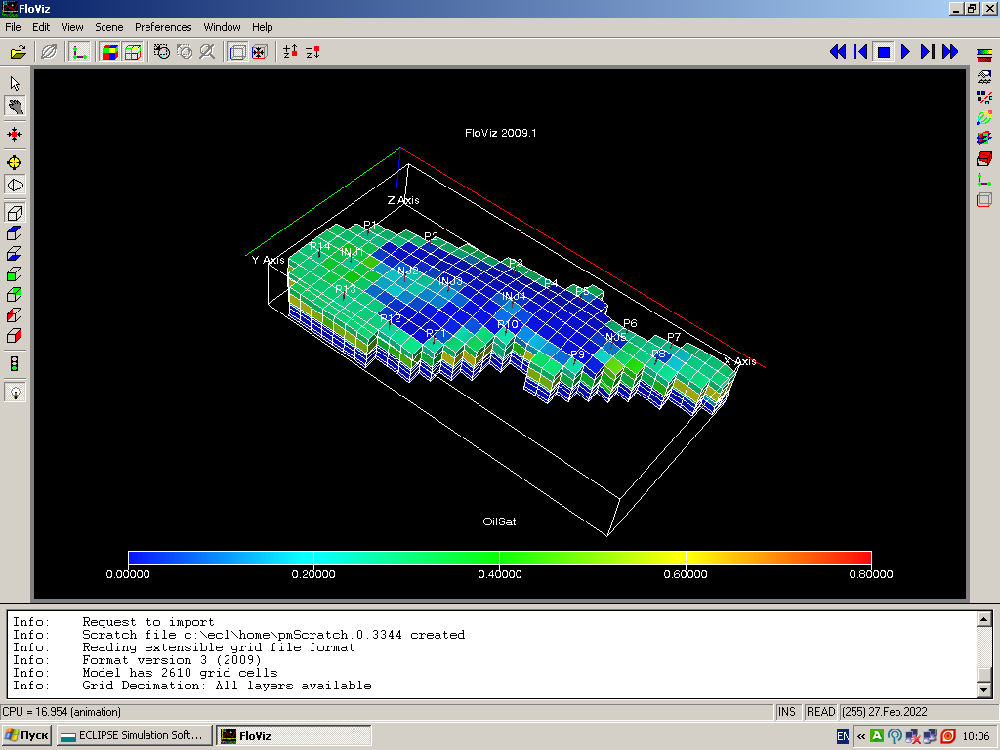 FloViz
File Edit View Scene Preferences Window Help
FloViz 2009.1
Z Axis
P1
P2
P14
INJ1
Y Axis
P3
INJ2
INJ3
P4
P13
P5
INJ4
P12
P10
P6
P11
INJ5
P7
P9
P8
X Axis
OilSat
0.00000 0.20000 0.40000 0.60000 0.80000
Info: Request to import
Info: Scratch file c:\ecl\home\pmScratch.0.3344 created
Info: Reading extensible grid file format
Info: Format version 3 (2009)
Info: Model has 2610 grid cells
Info: Grid Decimation: All layers available
CPU = 16.954 (animation) INS READ (255) 27.Feb.2022
Пуск ECLIPSE Simulation Soft... FloViz EN « A 10:06